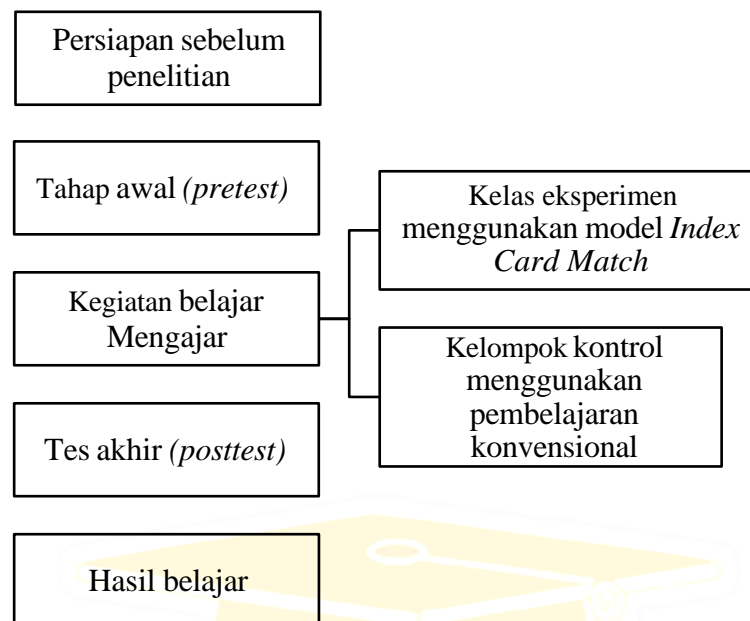 Persiapan sebelum
penelitian
Tahap awal (pretest)
Kegiatan belajar
Mengajar
Kelas eksperimen
menggunakan model Index
Card Match
Kelompok kontrol
menggunakan
pembelajaran
konvensional
Tes akhir (posttest)
Hasil belajar